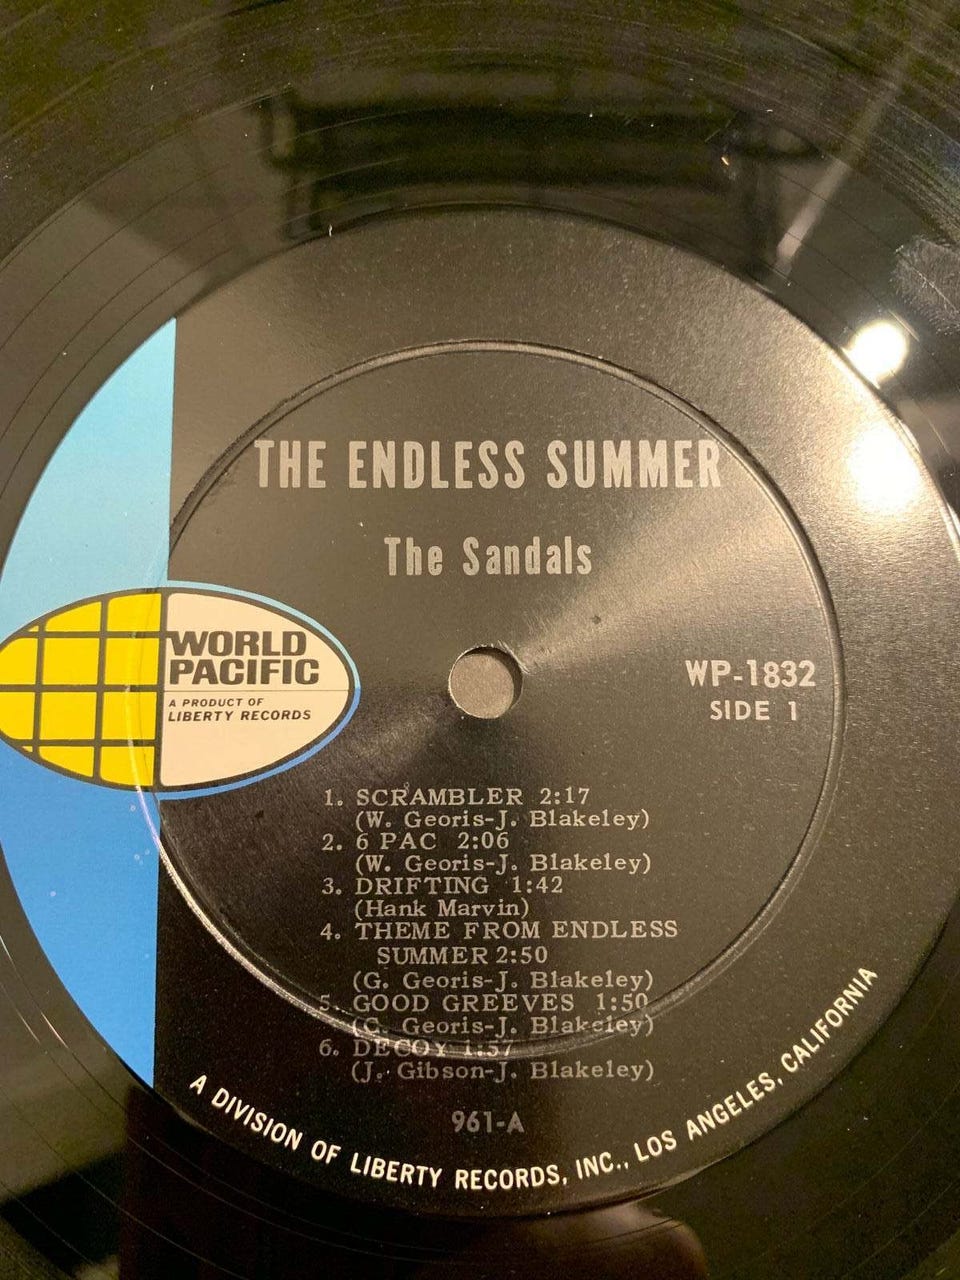 THE ENDLESS SUMMER
The Sandals
WORLD
PACIFIC
A PRODUCT OF
LIBERTY RECORDS
WP-1832
SIDE 1
1. SCRAMBLER 2:17
(W. Georis-J. Blakeley)
2. 6 PAC 2:06
(W. Georis-J. Blakeley)
3. DRIFTING 1:42
(Hank Marvin)
4. THEME FROM ENDLESS
SUMMER 2:50
(G. Georis-J. Blakeley)
5. GOOD GREEVES 1:50
(G. Georis-J. Blakeley)
6. DECOY 1:57
(J. Gibson-J. Blakeley)
961-A
A DIVISION OF LIBERTY RECORDS, INC., LOS ANGELES, CALIFORNIA